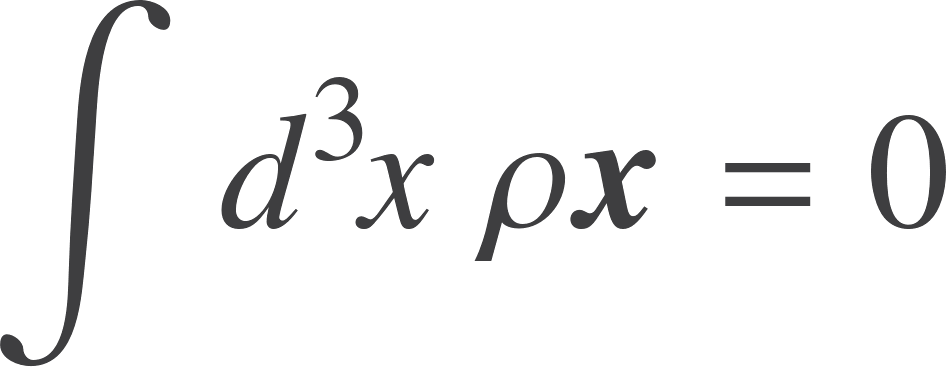 ∫ d³x ρ𝒙 = 0